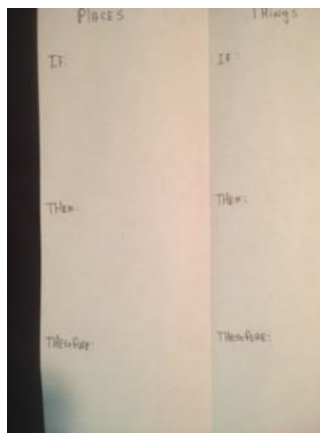 PlACES
THiNgS
IF:
IF:
THEN:
THEN:
THEREfORE:
THEREfORE: